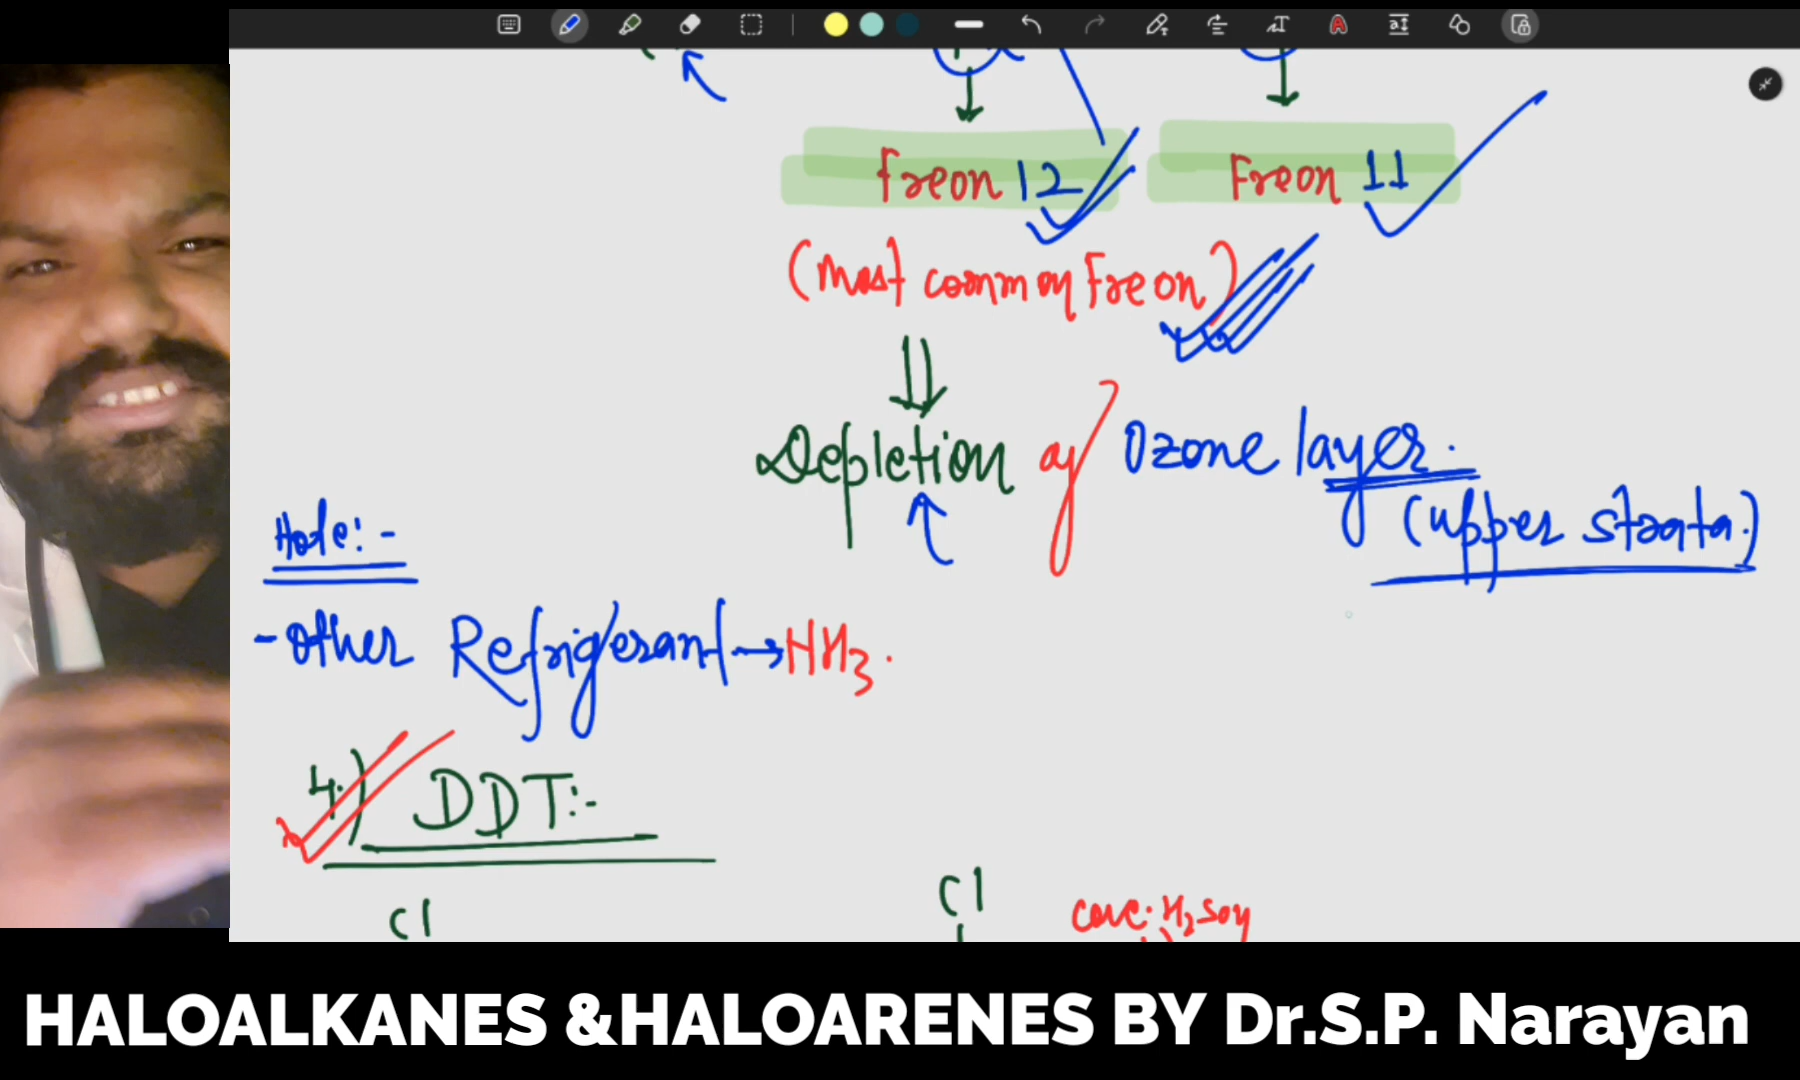 Freon 12 Freon 11
(Most common Freon)
Depletion of Ozone layer.
(upper strata.)
Note:-
- Other Refrigerant → NH3.
4.) DDT:-
Cl Cl conc. H2SO4
HALOALKANES &HALOARENES BY Dr.S.P. Narayan